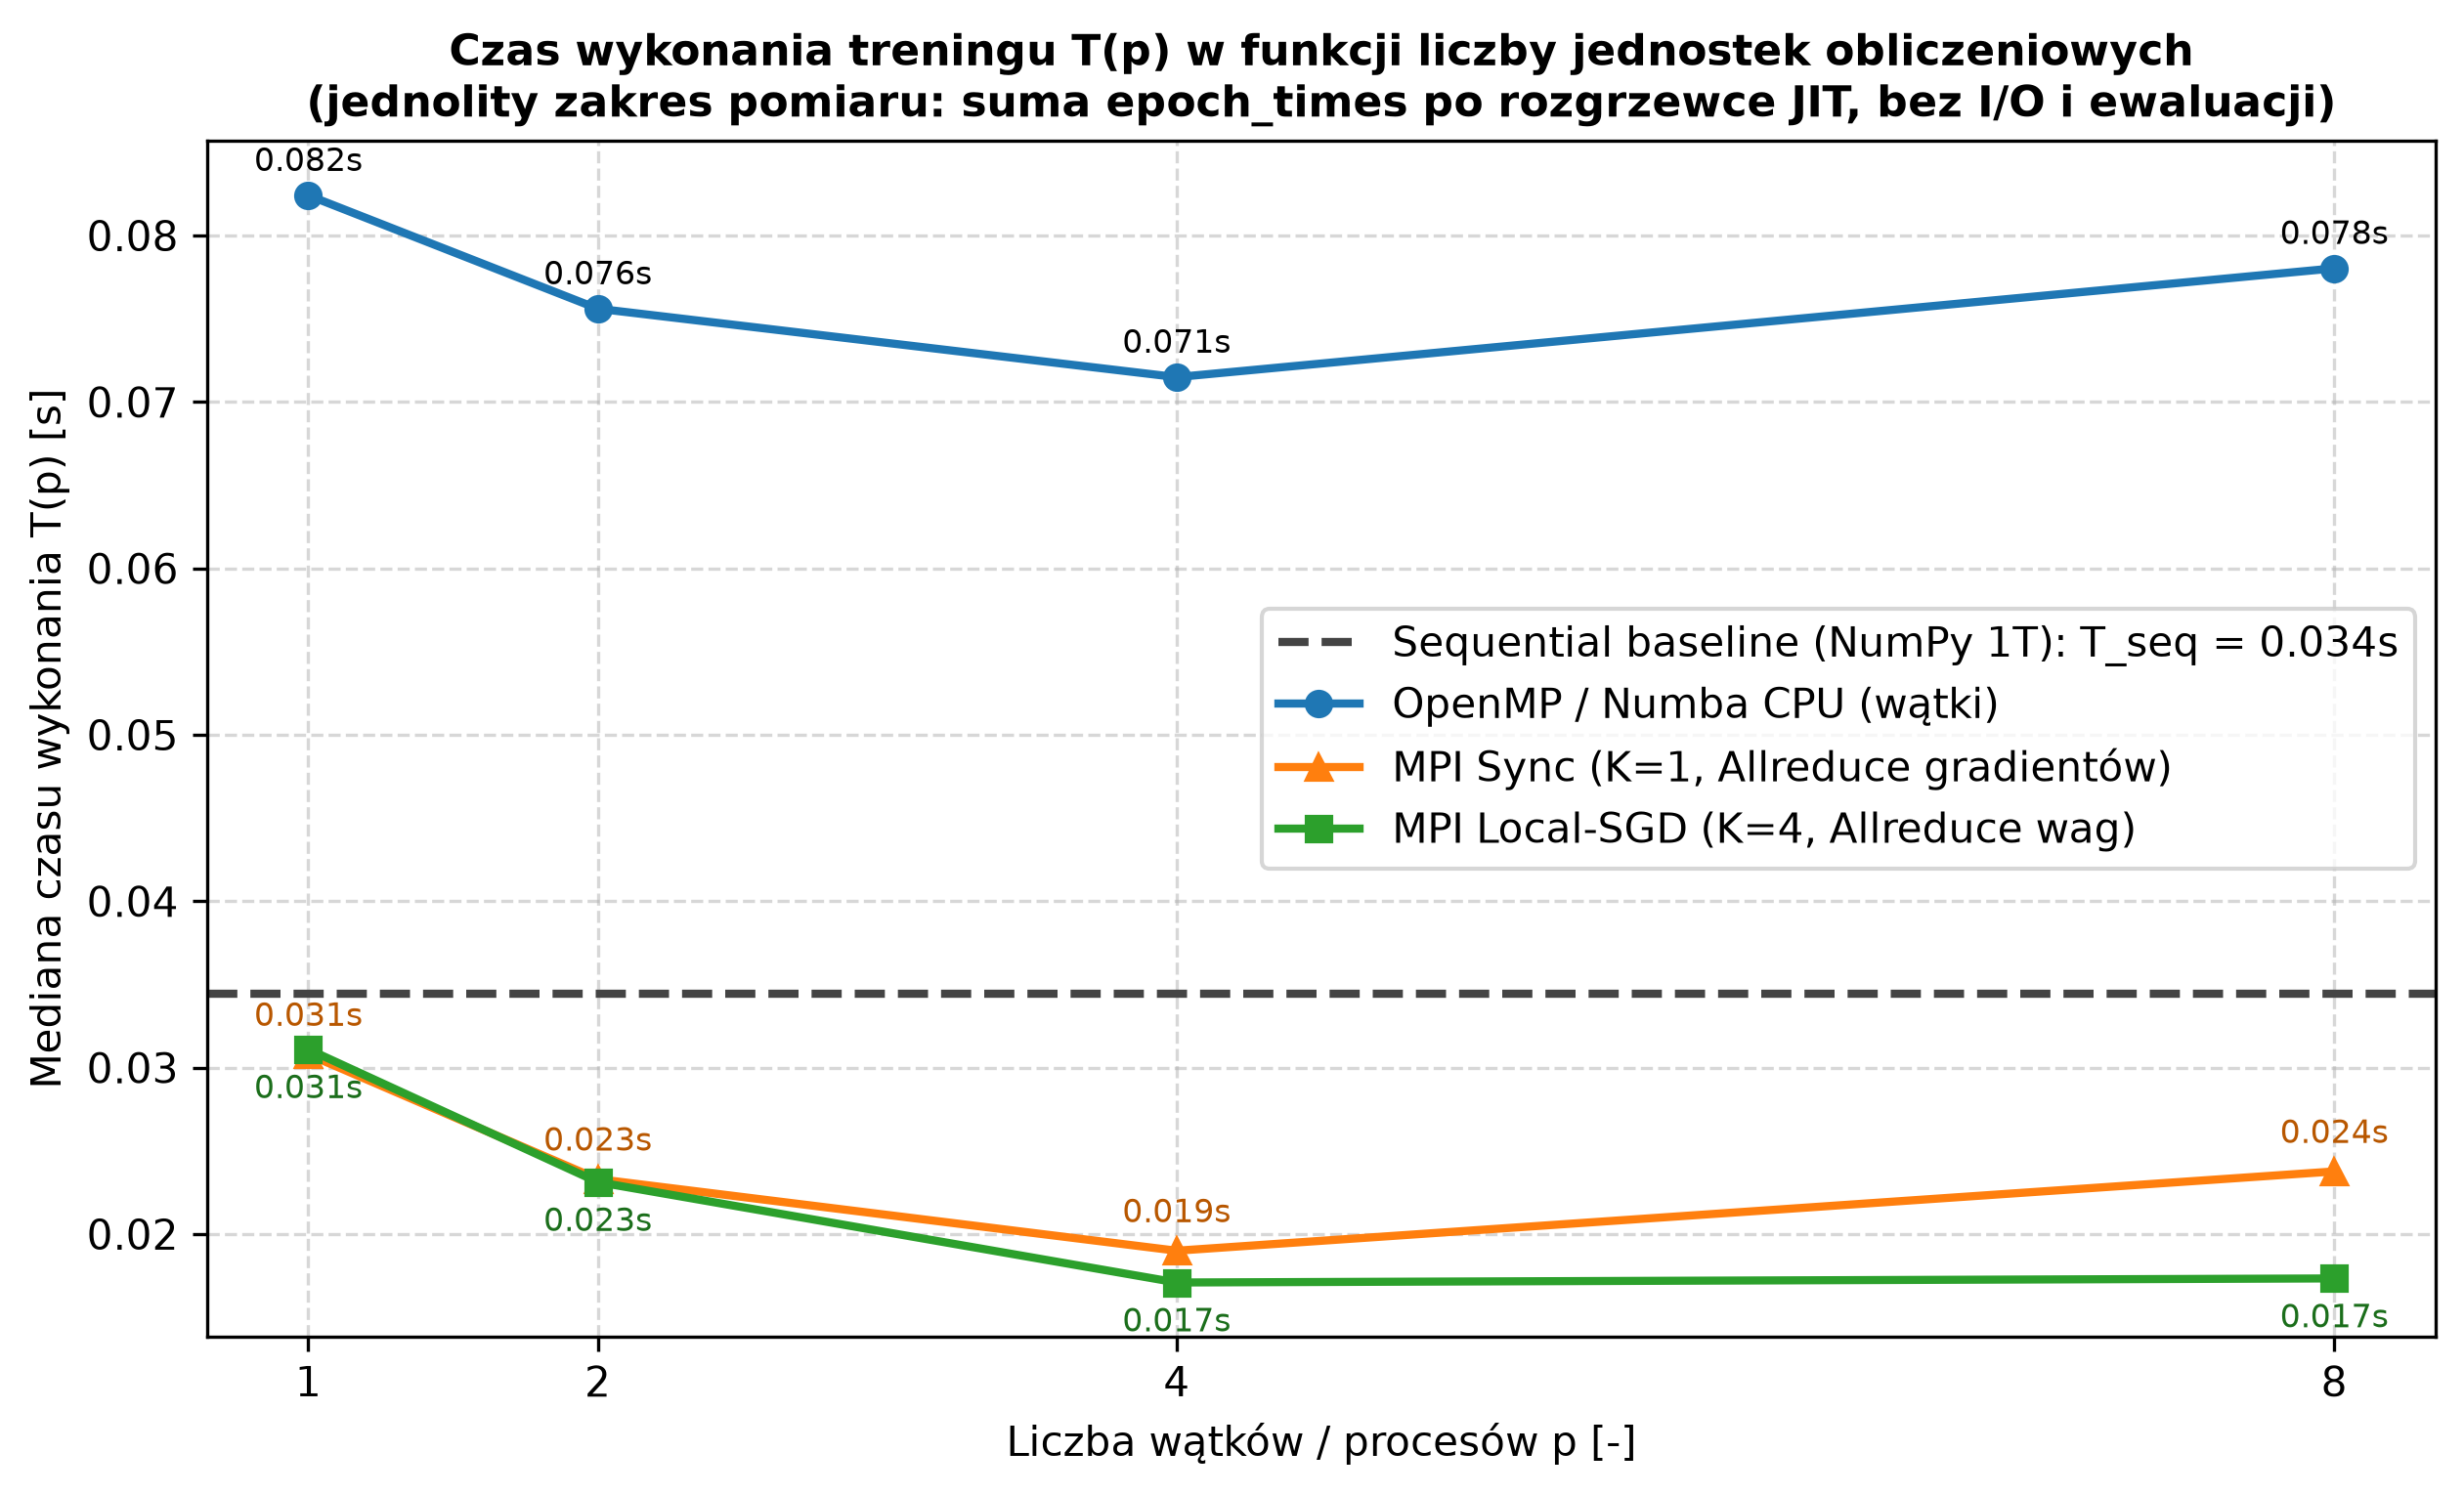 Czas wykonania treningu T(p) w funkcji liczby jednostek obliczeniowych
(jednolity zakres pomiaru: suma epoch_times po rozgrzewce JIT, bez I/O i ewaluacji)
Mediana czasu wykonania T(p) [s]
0.08
0.07
0.06
0.05
0.04
0.03
0.02
0.082s
0.076s
0.071s
0.078s
Sequential baseline (NumPy 1T): T_seq = 0.034s
OpenMP / Numba CPU (wątki)
MPI Sync (K=1, Allreduce gradientów)
MPI Local-SGD (K=4, Allreduce wag)
0.031s
0.023s
0.019s
0.024s
0.031s
0.023s
0.017s
0.017s
1
2
4
8
Liczba wątków / procesów p [-]